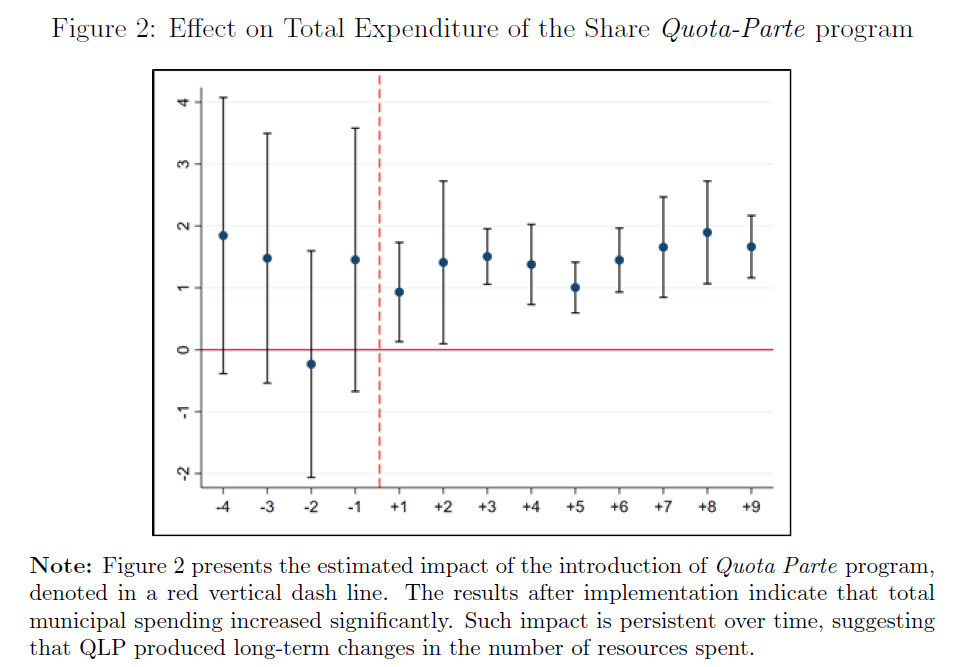 Figure 2: Effect on Total Expenditure of the Share Quota-Parte program
4
3
2
1
0
-1
-2
-4 -3 -2 -1 +1 +2 +3 +4 +5 +6 +7 +8 +9
Note: Figure 2 presents the estimated impact of the introduction of Quota Parte program,
denoted in a red vertical dash line. The results after implementation indicate that total
municipal spending increased significantly. Such impact is persistent over time, suggesting
that QLP produced long-term changes in the number of resources spent.